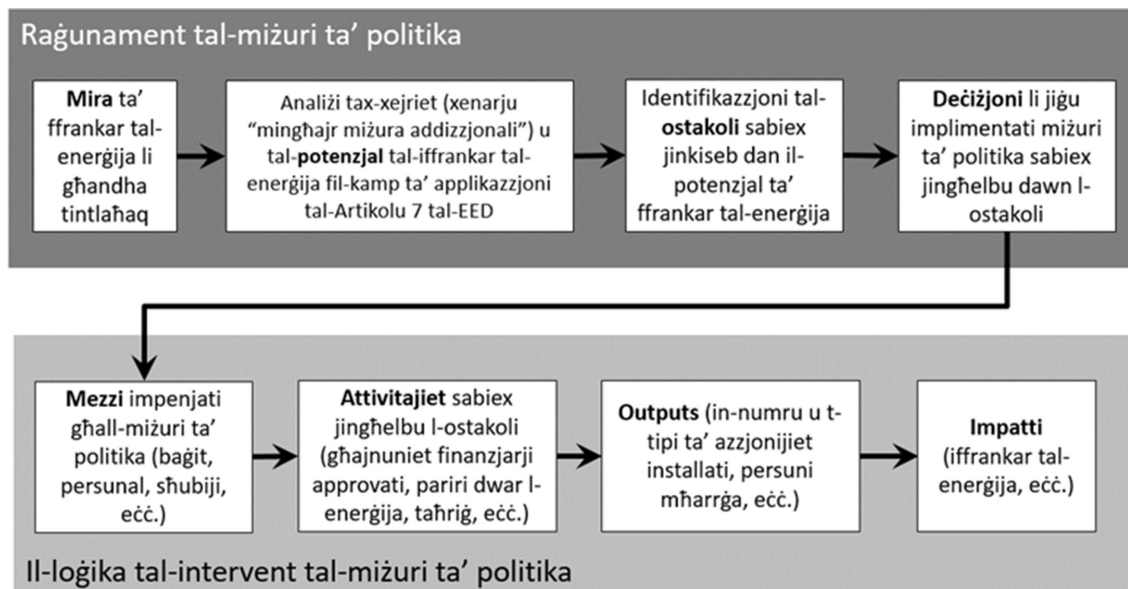 Raġunament tal-miżuri ta’ politika
Mira ta’
ffrankar tal-
enerġija li
għandha
tintlaħaq
Analiżi tax-xejriet (xenarju
“mingħajr miżura addizzjonali”) u
tal-potenzjal tal-iffrankar tal-
enerġija fil-kamp ta’ applikazzjoni
tal-Artikolu 7 tal-EED
Identifikazzjoni tal-
ostakoli sabiex
jinkiseb dan il-
potenzjal ta’
ffrankar tal-enerġija
Deċiżjoni li jiġu
implimentati miżuri
ta’ politika sabiex
jingħelbu dawn l-
ostakoli
Mezzi impenjati
għall-miżuri ta’
politika (baġit,
persunal, sħubiji,
eċċ.)
Attivitajiet sabiex
jingħelbu l-ostakoli
(għajnuniet finanzjarji
approvati, pariri dwar l-
enerġija, taħriġ, eċċ.)
Outputs (in-numru u t-
tipi ta’ azzjonijiet
installati, persuni
mħarrġa, eċċ.)
Impatti
(iffrankar tal-
enerġija, eċċ.)
Il-loġika tal-intervent tal-miżuri ta’ politika